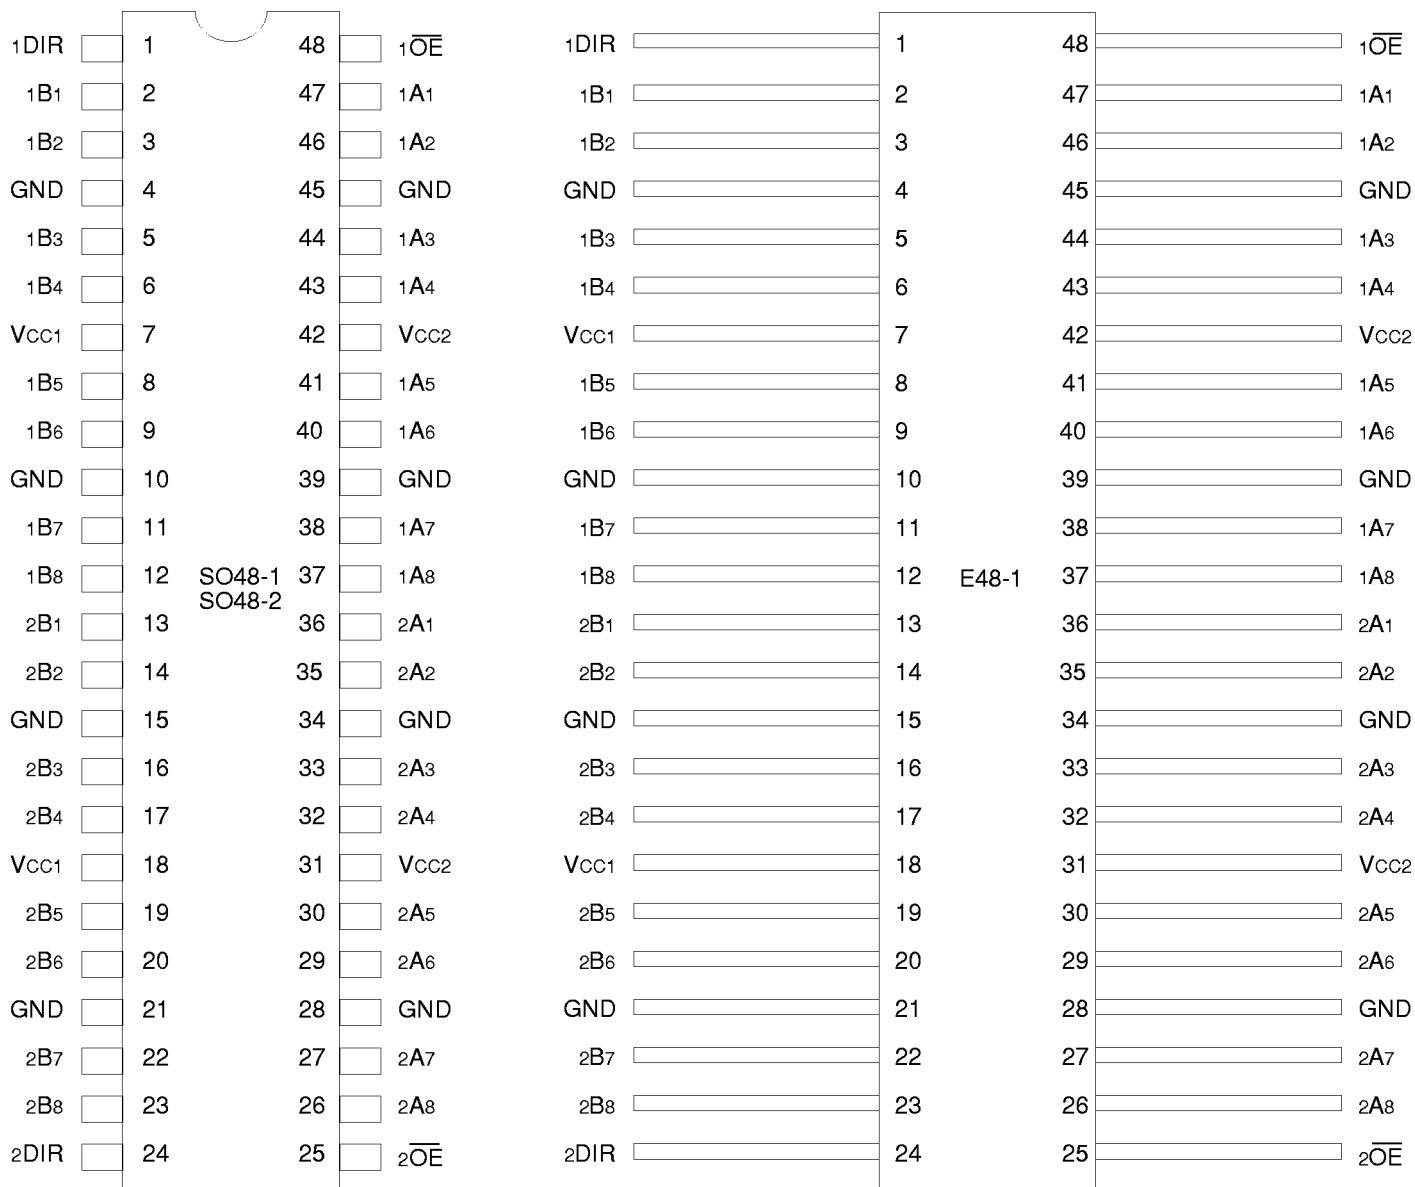 1DIR 1 48 1OE 1DIR 1 48 1OE
1B1 2 47 1A1 1B1 2 47 1A1
1B2 3 46 1A2 1B2 3 46 1A2
GND 4 45 GND GND 4 45 GND
1B3 5 44 1A3 1B3 5 44 1A3
1B4 6 43 1A4 1B4 6 43 1A4
VCC1 7 42 VCC2 VCC1 7 42 VCC2
1B5 8 41 1A5 1B5 8 41 1A5
1B6 9 40 1A6 1B6 9 40 1A6
GND 10 39 GND GND 10 39 GND
1B7 11 38 1A7 1B7 11 38 1A7
1B8 12 SO48-1 37 1A8 1B8 12 E48-1 37 1A8
SO48-2
2B1 13 36 2A1 2B1 13 36 2A1
2B2 14 35 2A2 2B2 14 35 2A2
GND 15 34 GND GND 15 34 GND
2B3 16 33 2A3 2B3 16 33 2A3
2B4 17 32 2A4 2B4 17 32 2A4
VCC1 18 31 VCC2 VCC1 18 31 VCC2
2B5 19 30 2A5 2B5 19 30 2A5
2B6 20 29 2A6 2B6 20 29 2A6
GND 21 28 GND GND 21 28 GND
2B7 22 27 2A7 2B7 22 27 2A7
2B8 23 26 2A8 2B8 23 26 2A8
2DIR 24 25 2OE 2DIR 24 25 2OE